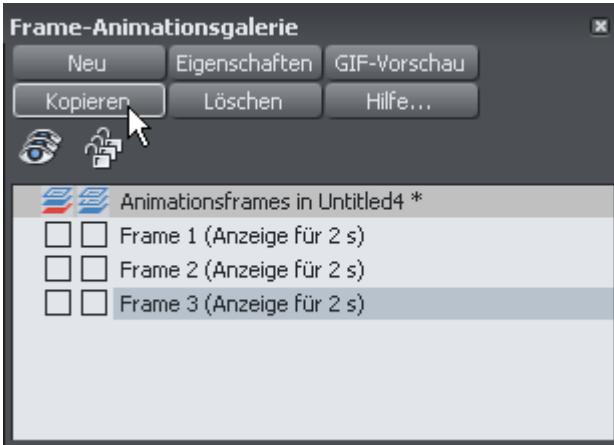 Frame-Animationsgalerie
Neu Eigenschaften GIF-Vorschau
Kopieren Löschen Hilfe...
Animationsframes in Untitled4 *
Frame 1 (Anzeige für 2 s)
Frame 2 (Anzeige für 2 s)
Frame 3 (Anzeige für 2 s)